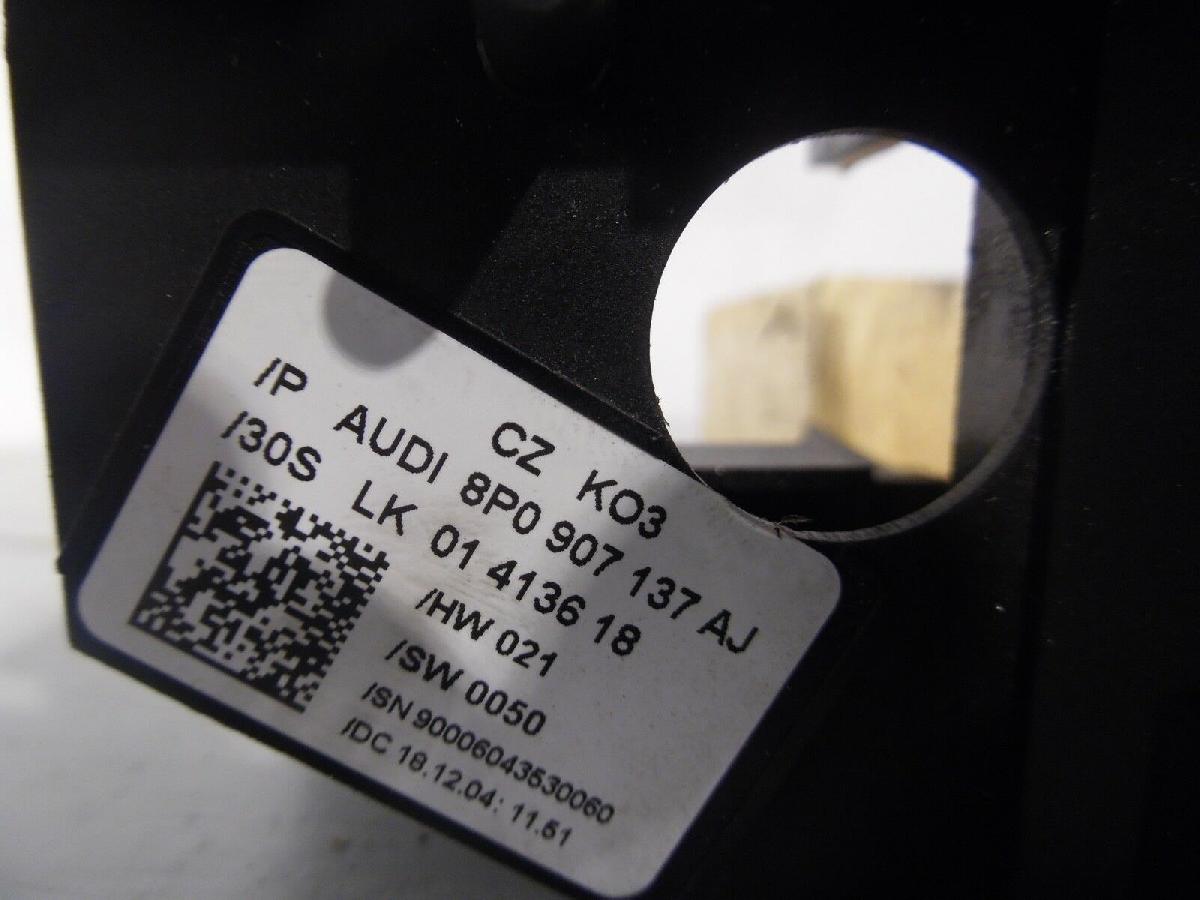 CZ KO3
/P AUDI 8P0 907 137 AJ
/30S LK 01 4136 18
/HW 021
/SW 0050
/SN 90006043530060
/DC 18.12.04: 11.51